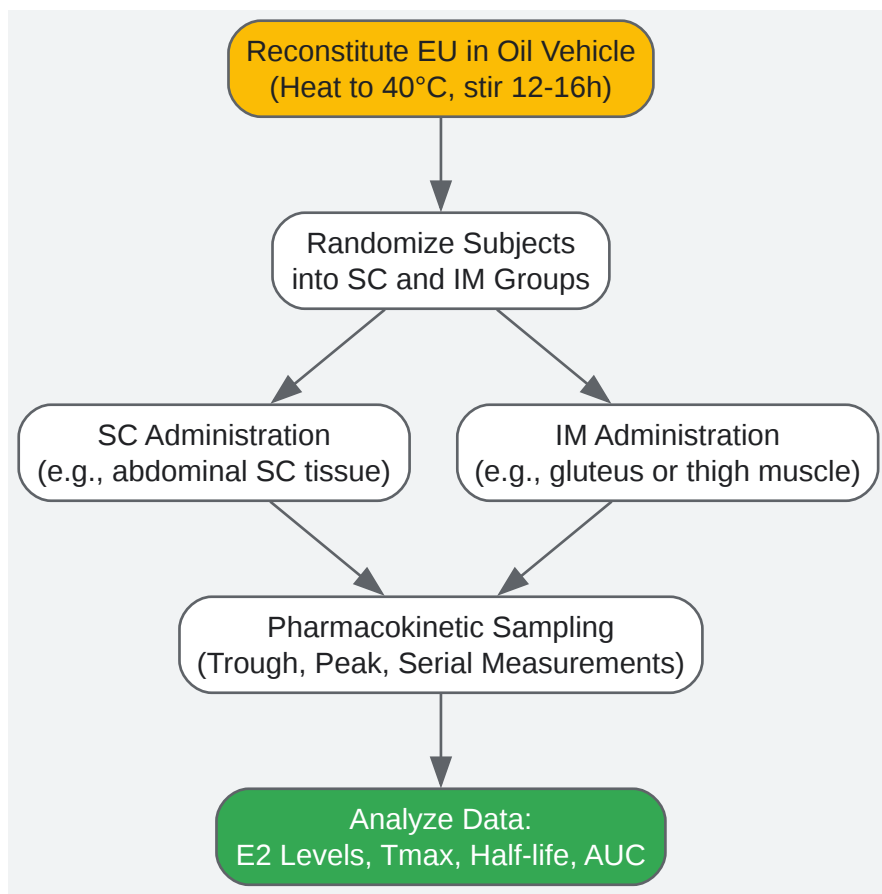 Reconstitute EU in Oil Vehicle
(Heat to 40°C, stir 12-16h)
Randomize Subjects
into SC and IM Groups
SC Administration
(e.g., abdominal SC tissue)
IM Administration
(e.g., gluteus or thigh muscle)
Pharmacokinetic Sampling
(Trough, Peak, Serial Measurements)
Analyze Data:
E2 Levels, Tmax, Half-life, AUC